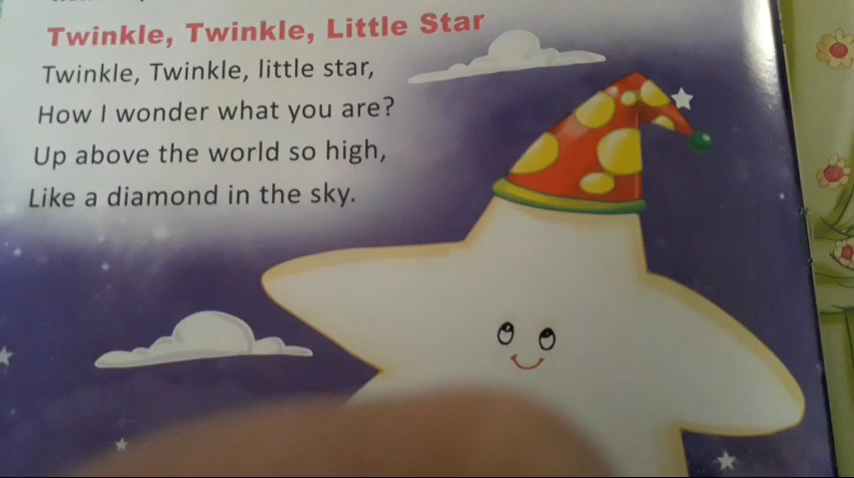 Twinkle, Twinkle, Little Star
Twinkle, Twinkle, little star,
How I wonder what you are?
Up above the world so high,
Like a diamond in the sky.